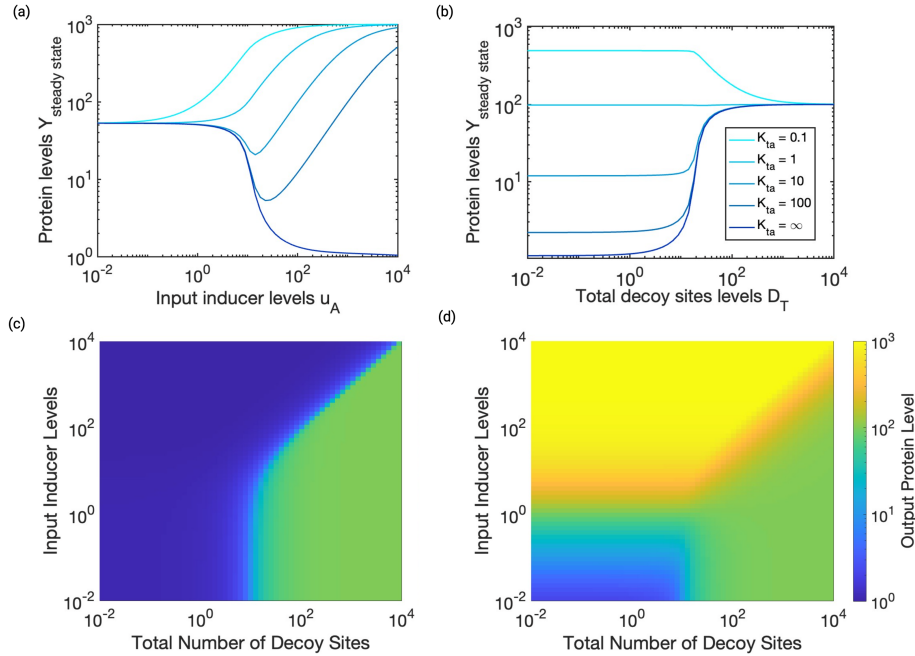 (a)
10^3
10^2
10^1
10^0
Protein levels Y_steady state
10^-2
10^0
10^2
10^4
Input inducer levels u_A
(b)
10^3
10^2
10^1
Protein levels Y_steady state
K_ta = 0.1
K_ta = 1
K_ta = 10
K_ta = 100
K_ta = ∞
10^-2
10^0
10^2
10^4
Total decoy sites levels D_T
(c)
10^4
10^2
10^0
10^-2
Input Inducer Levels
10^-2
10^0
10^2
10^4
Total Number of Decoy Sites
(d)
10^4
10^2
10^0
10^-2
Input Inducer Levels
10^-2
10^0
10^2
10^4
Total Number of Decoy Sites
10^3
10^2
10^1
10^0
Output Protein Level